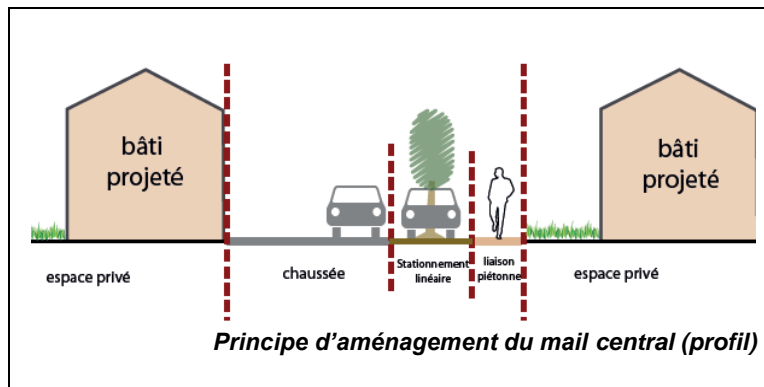 bâti
projeté
bâti
projeté
espace privé
chaussée
Stationnement
linéaire
liaison
piétonne
espace privé
Principe d'aménagement du mail central (profil)